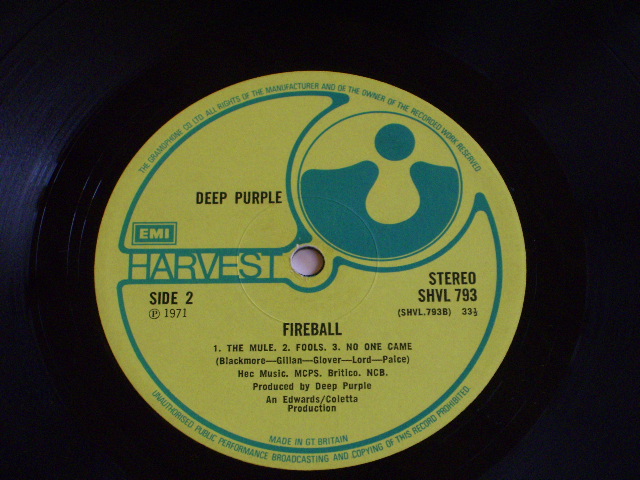 THE GRAMOPHONE CO LTD. ALL RIGHTS OF THE MANUFACTURER AND OF THE OWNER OF THE RECORDED WORK RESERVED
DEEP PURPLE
EMI
HARVEST
SIDE 2
℗ 1971
STEREO
SHVL 793
(SHVL.793B) 33⅓
FIREBALL
1. THE MULE. 2. FOOLS. 3. NO ONE CAME
(Blackmore—Gillan—Glover—Lord—Paice)
Hec Music. MCPS. Britico. NCB.
Produced by Deep Purple
An Edwards/Coletta
Production
MADE IN GT BRITAIN
UNAUTHORISED PUBLIC PERFORMANCE BROADCASTING AND COPYING OF THIS RECORD PROHIBITED.